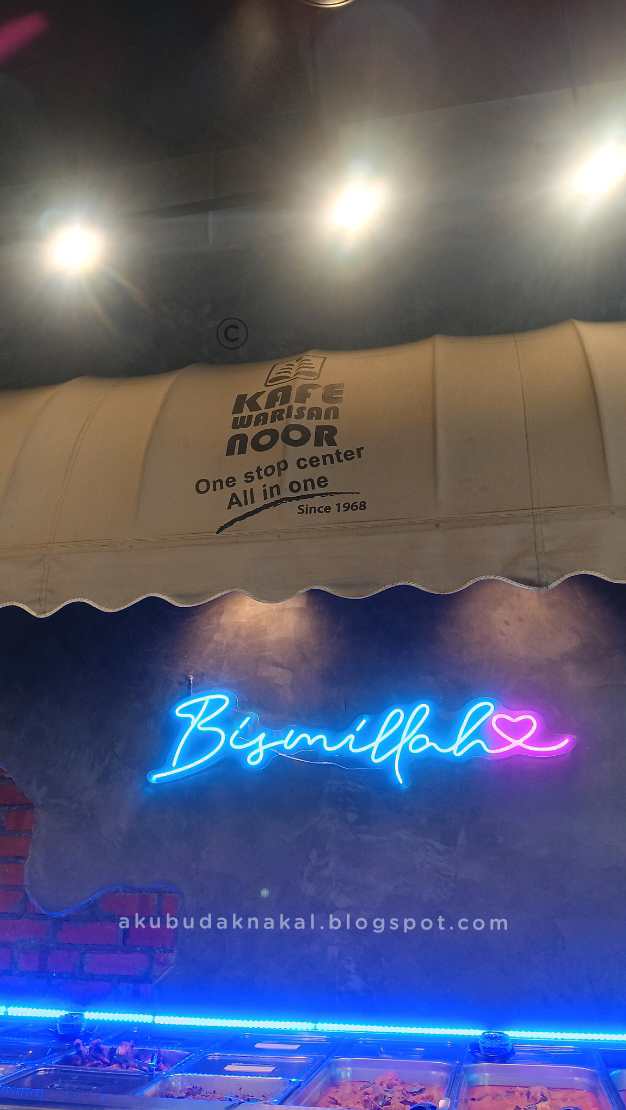 ©
KAFE
WARISAN
NOOR
One stop center
All in one
Since 1968
Bismillah
akubudaknakal.blogspot.com